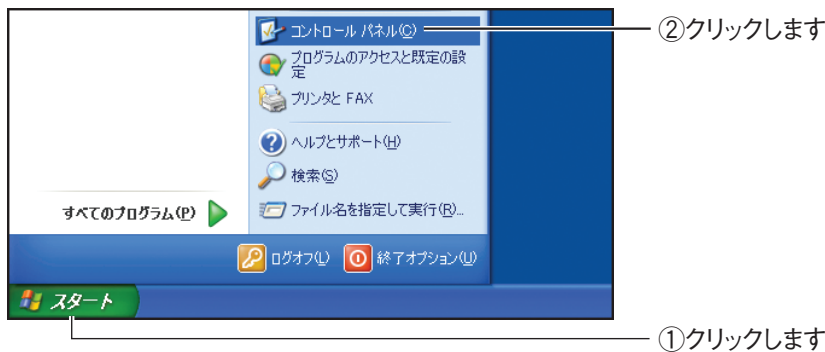 コントロール パネル(C)
②クリックします
プログラムのアクセスと既定の設
定
プリンタと FAX
ヘルプとサポート(H)
検索(S)
すべてのプログラム(P)
ファイル名を指定して実行(R)...
ログオフ(L)
終了オプション(U)
スタート
①クリックします